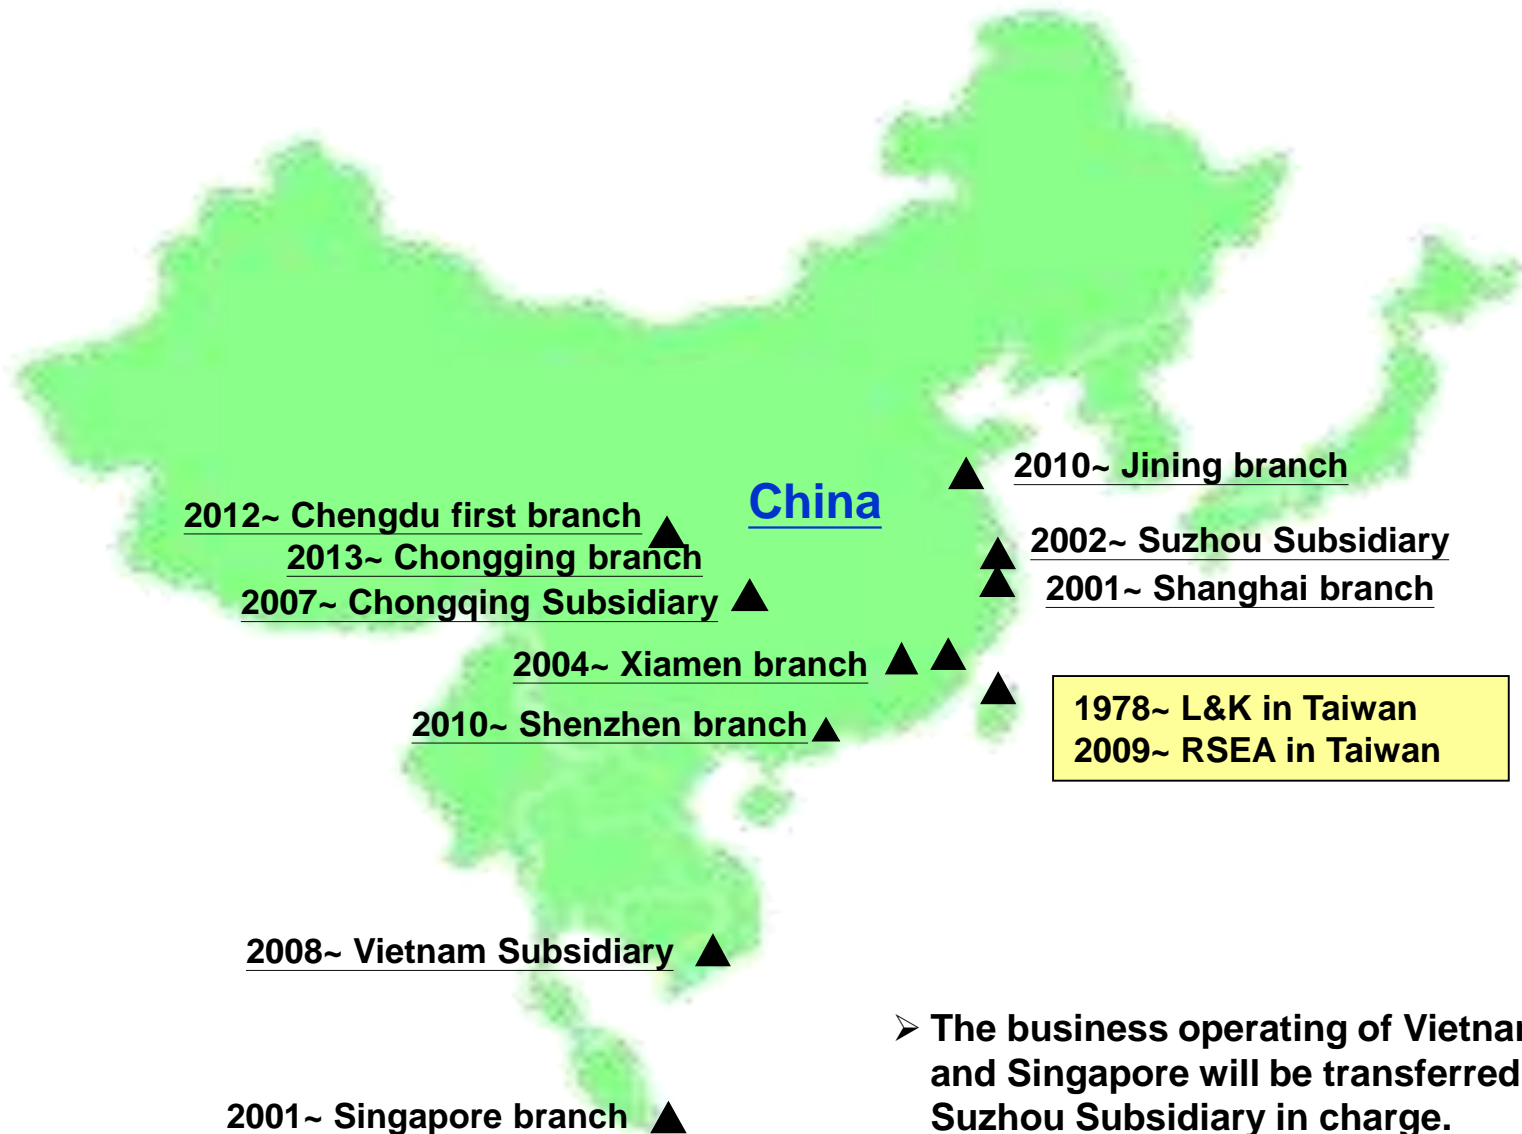 2010~ Jining branch
China
2012~ Chengdu first branch
2002~ Suzhou Subsidiary
2013~ Chongging branch
2001~ Shanghai branch
2007~ Chongqing Subsidiary
2004~ Xiamen branch
1978~ L&K in Taiwan
2009~ RSEA in Taiwan
2010~ Shenzhen branch
2008~ Vietnam Subsidiary
➢ The business operating of Vietnam
and Singapore will be transferred
Suzhou Subsidiary in charge.
2001~ Singapore branch